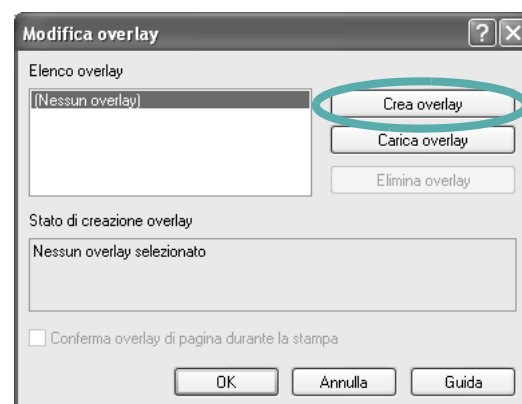 Modifica overlay
Elenco overlay
(Nessun overlay)
Crea overlay
Carica overlay
Elimina overlay
Stato di creazione overlay
Nessun overlay selezionato
Conferma overlay di pagina durante la stampa
OK
Annulla
Guida